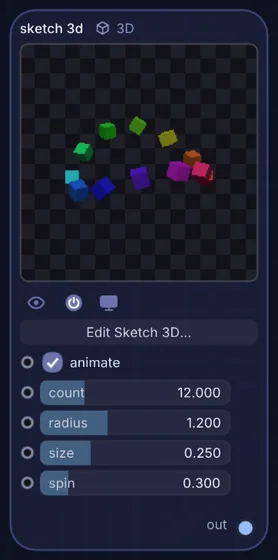 sketch 3d 3D
Edit Sketch 3D...
animate
count 12.000
radius 1.200
size 0.250
spin 0.300
out